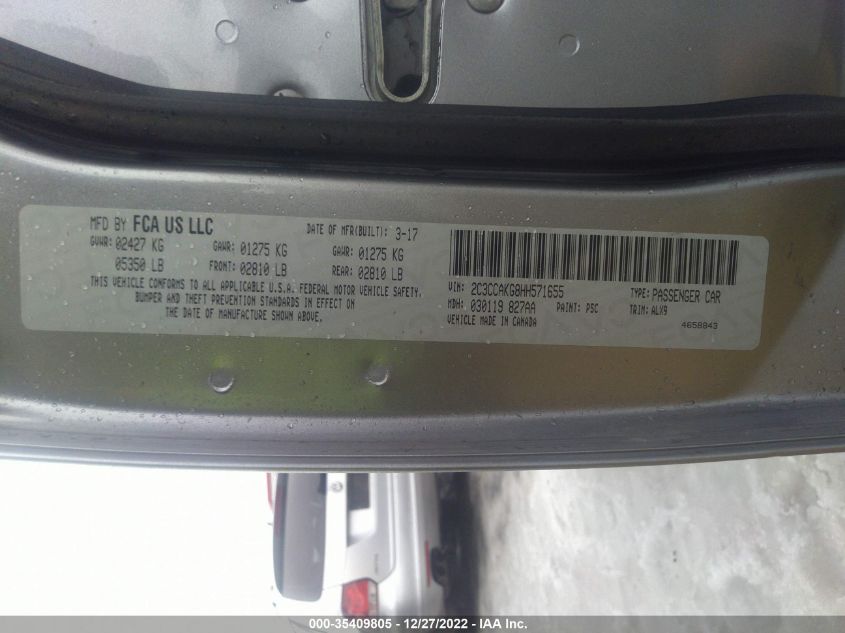 MFD BY FCA US LLC
DATE OF MFR(BUILT): 3-17
GVWR: 02427 KG
GAWR: 01275 KG
GAWR: 01275 KG
05350 LB
FRONT: 02810 LB
REAR: 02810 LB
THIS VEHICLE CONFORMS TO ALL APPLICABLE U.S.A. FEDERAL MOTOR VEHICLE SAFETY,
BUMPER AND THEFT PREVENTION STANDARDS IN EFFECT ON
THE DATE OF MANUFACTURE SHOWN ABOVE.
VIN: 2C3CCAKG8HH571655
TYPE: PASSENGER CAR
MDH: 030119 827AA
PAINT: PSC
TRIM: ALX9
VEHICLE MADE IN CANADA
4658843
000-35409805 - 12/27/2022 - IAA Inc.